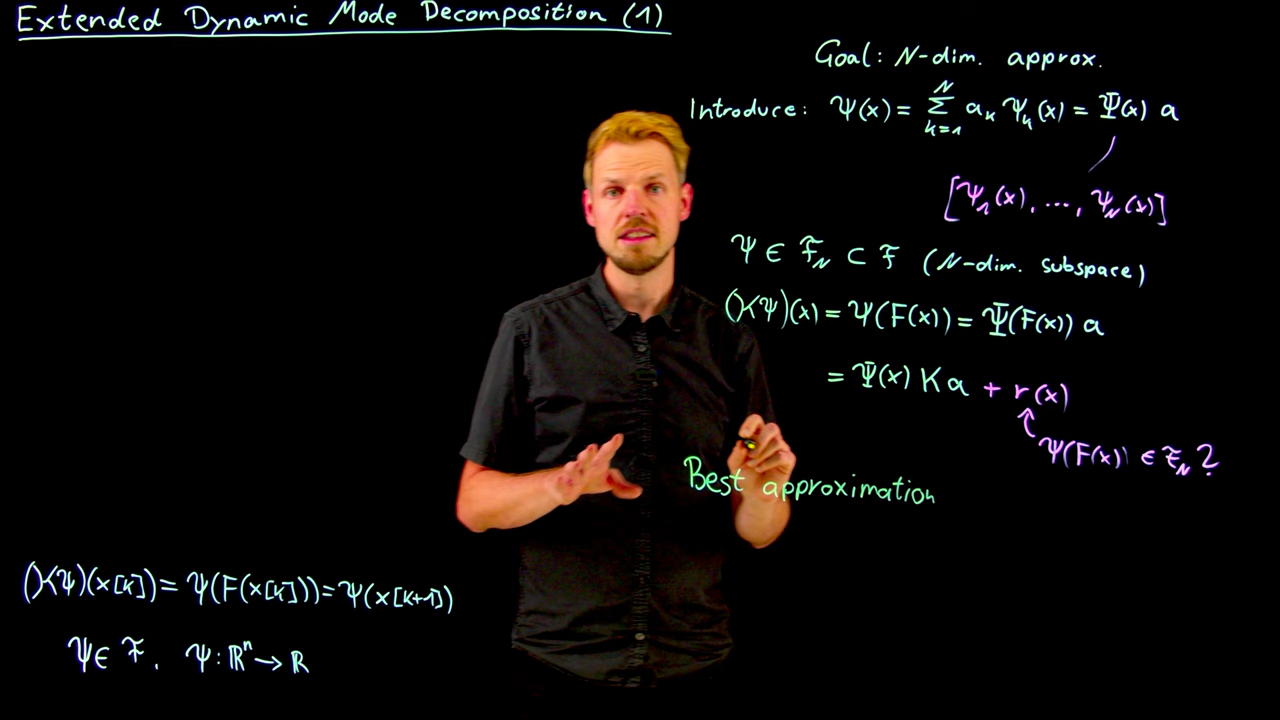 Extended Dynamic Mode Decomposition (1)
Goal: N-dim. approx.
Introduce: ψ(x) = Σ_{k=1}^{N} a_k ψ_k(x) = Ψ(x) a
[ψ_1(x), ..., ψ_N(x)]
ψ ∈ F_N ⊂ F (N-dim. subspace)
(Kψ)(x) = ψ(F(x)) = Ψ(F(x)) a
= Ψ(x) K a + r(x)
ψ(F(x)) ∈ F_N ?
Best approximation
(Kψ)(x[k]) = ψ(F(x[k])) = ψ(x[k+1])
ψ ∈ F, ψ: ℝ^n → ℝ